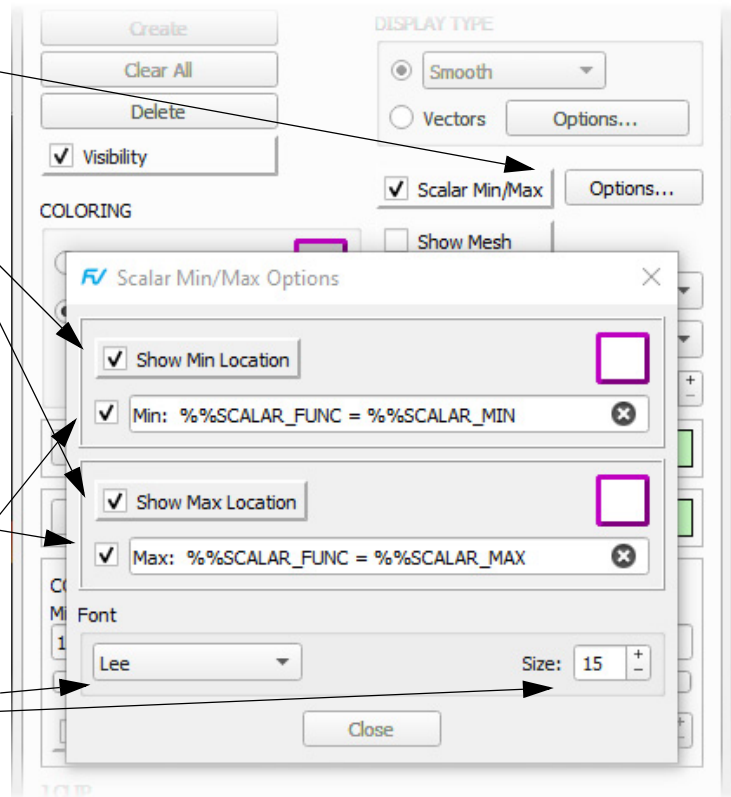 Create
DISPLAY TYPE
Clear All
Smooth
Delete
Vectors
Options...
Visibility
Scalar Min/Max
Options...
COLORING
Show Mesh
FV Scalar Min/Max Options
Show Min Location
Min: %%SCALAR_FUNC = %%SCALAR_MIN
Show Max Location
Max: %%SCALAR_FUNC = %%SCALAR_MAX
Font
Lee
Size: 15
Close